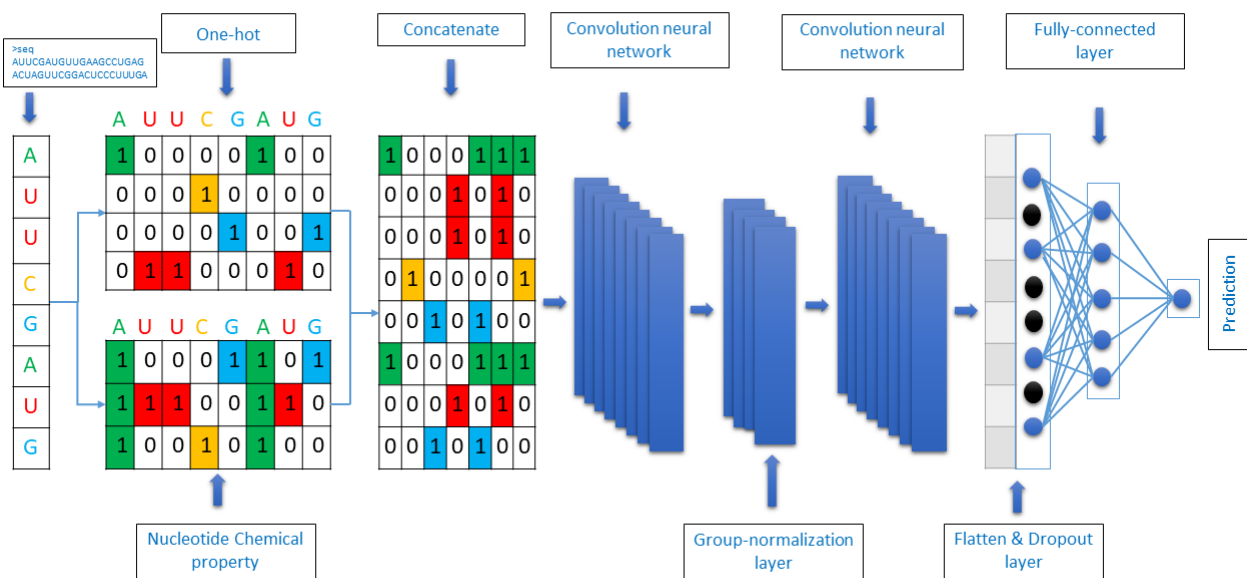 >seq
AUUCGAUGUUGAAGCCUGAG
ACUAGUUCGGACUCCCUUUGA
One-hot
Concatenate
Convolution neural
network
Convolution neural
network
Fully-connected
layer
A
U
U
C
G
A
U
G
A U U C G A U G
1 0 0 0 0 1 0 0
0 0 0 1 0 0 0 0
0 0 0 0 1 0 0 1
0 1 1 0 0 0 1 0
A U U C G A U G
1 0 0 0 1 1 0 1
1 1 1 0 0 1 1 0
1 0 0 1 0 1 0 0
1 0 0 0 1 1 1
0 0 0 1 0 1 0
0 0 0 1 0 1 0
0 1 0 0 0 0 1
0 0 1 0 1 0 0
1 0 0 0 1 1 1
0 0 0 1 0 1 0
0 0 1 0 1 0 0
Prediction
Nucleotide Chemical
property
Group-normalization
layer
Flatten & Dropout
layer